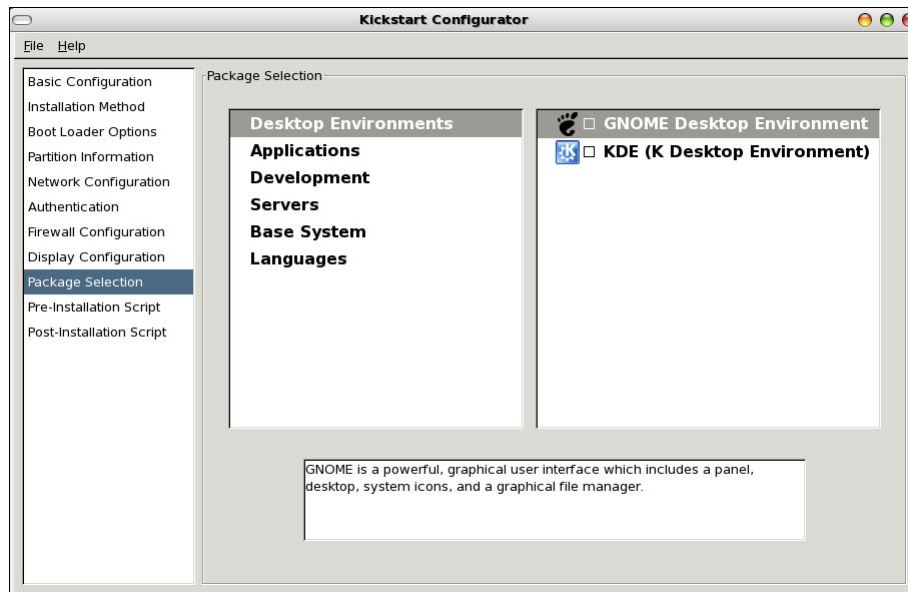 Kickstart Configurator
File Help
Basic Configuration
Installation Method
Boot Loader Options
Partition Information
Network Configuration
Authentication
Firewall Configuration
Display Configuration
Package Selection
Pre-Installation Script
Post-Installation Script
Package Selection
Desktop Environments
Applications
Development
Servers
Base System
Languages
GNOME Desktop Environment
KDE (K Desktop Environment)
GNOME is a powerful, graphical user interface which includes a panel,
desktop, system icons, and a graphical file manager.